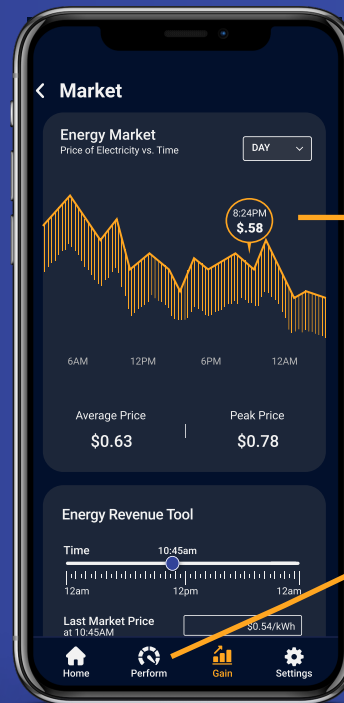 Market
Energy Market
Price of Electricity vs. Time
DAY
8:24PM
$.58
6AM 12PM 6PM 12AM
Average Price Peak Price
$0.63 $0.78
Energy Revenue Tool
Time 10:45am
12am 12pm 12am
Last Market Price
at 10:45AM
$0.54/kWh
Home Perform Gain Settings